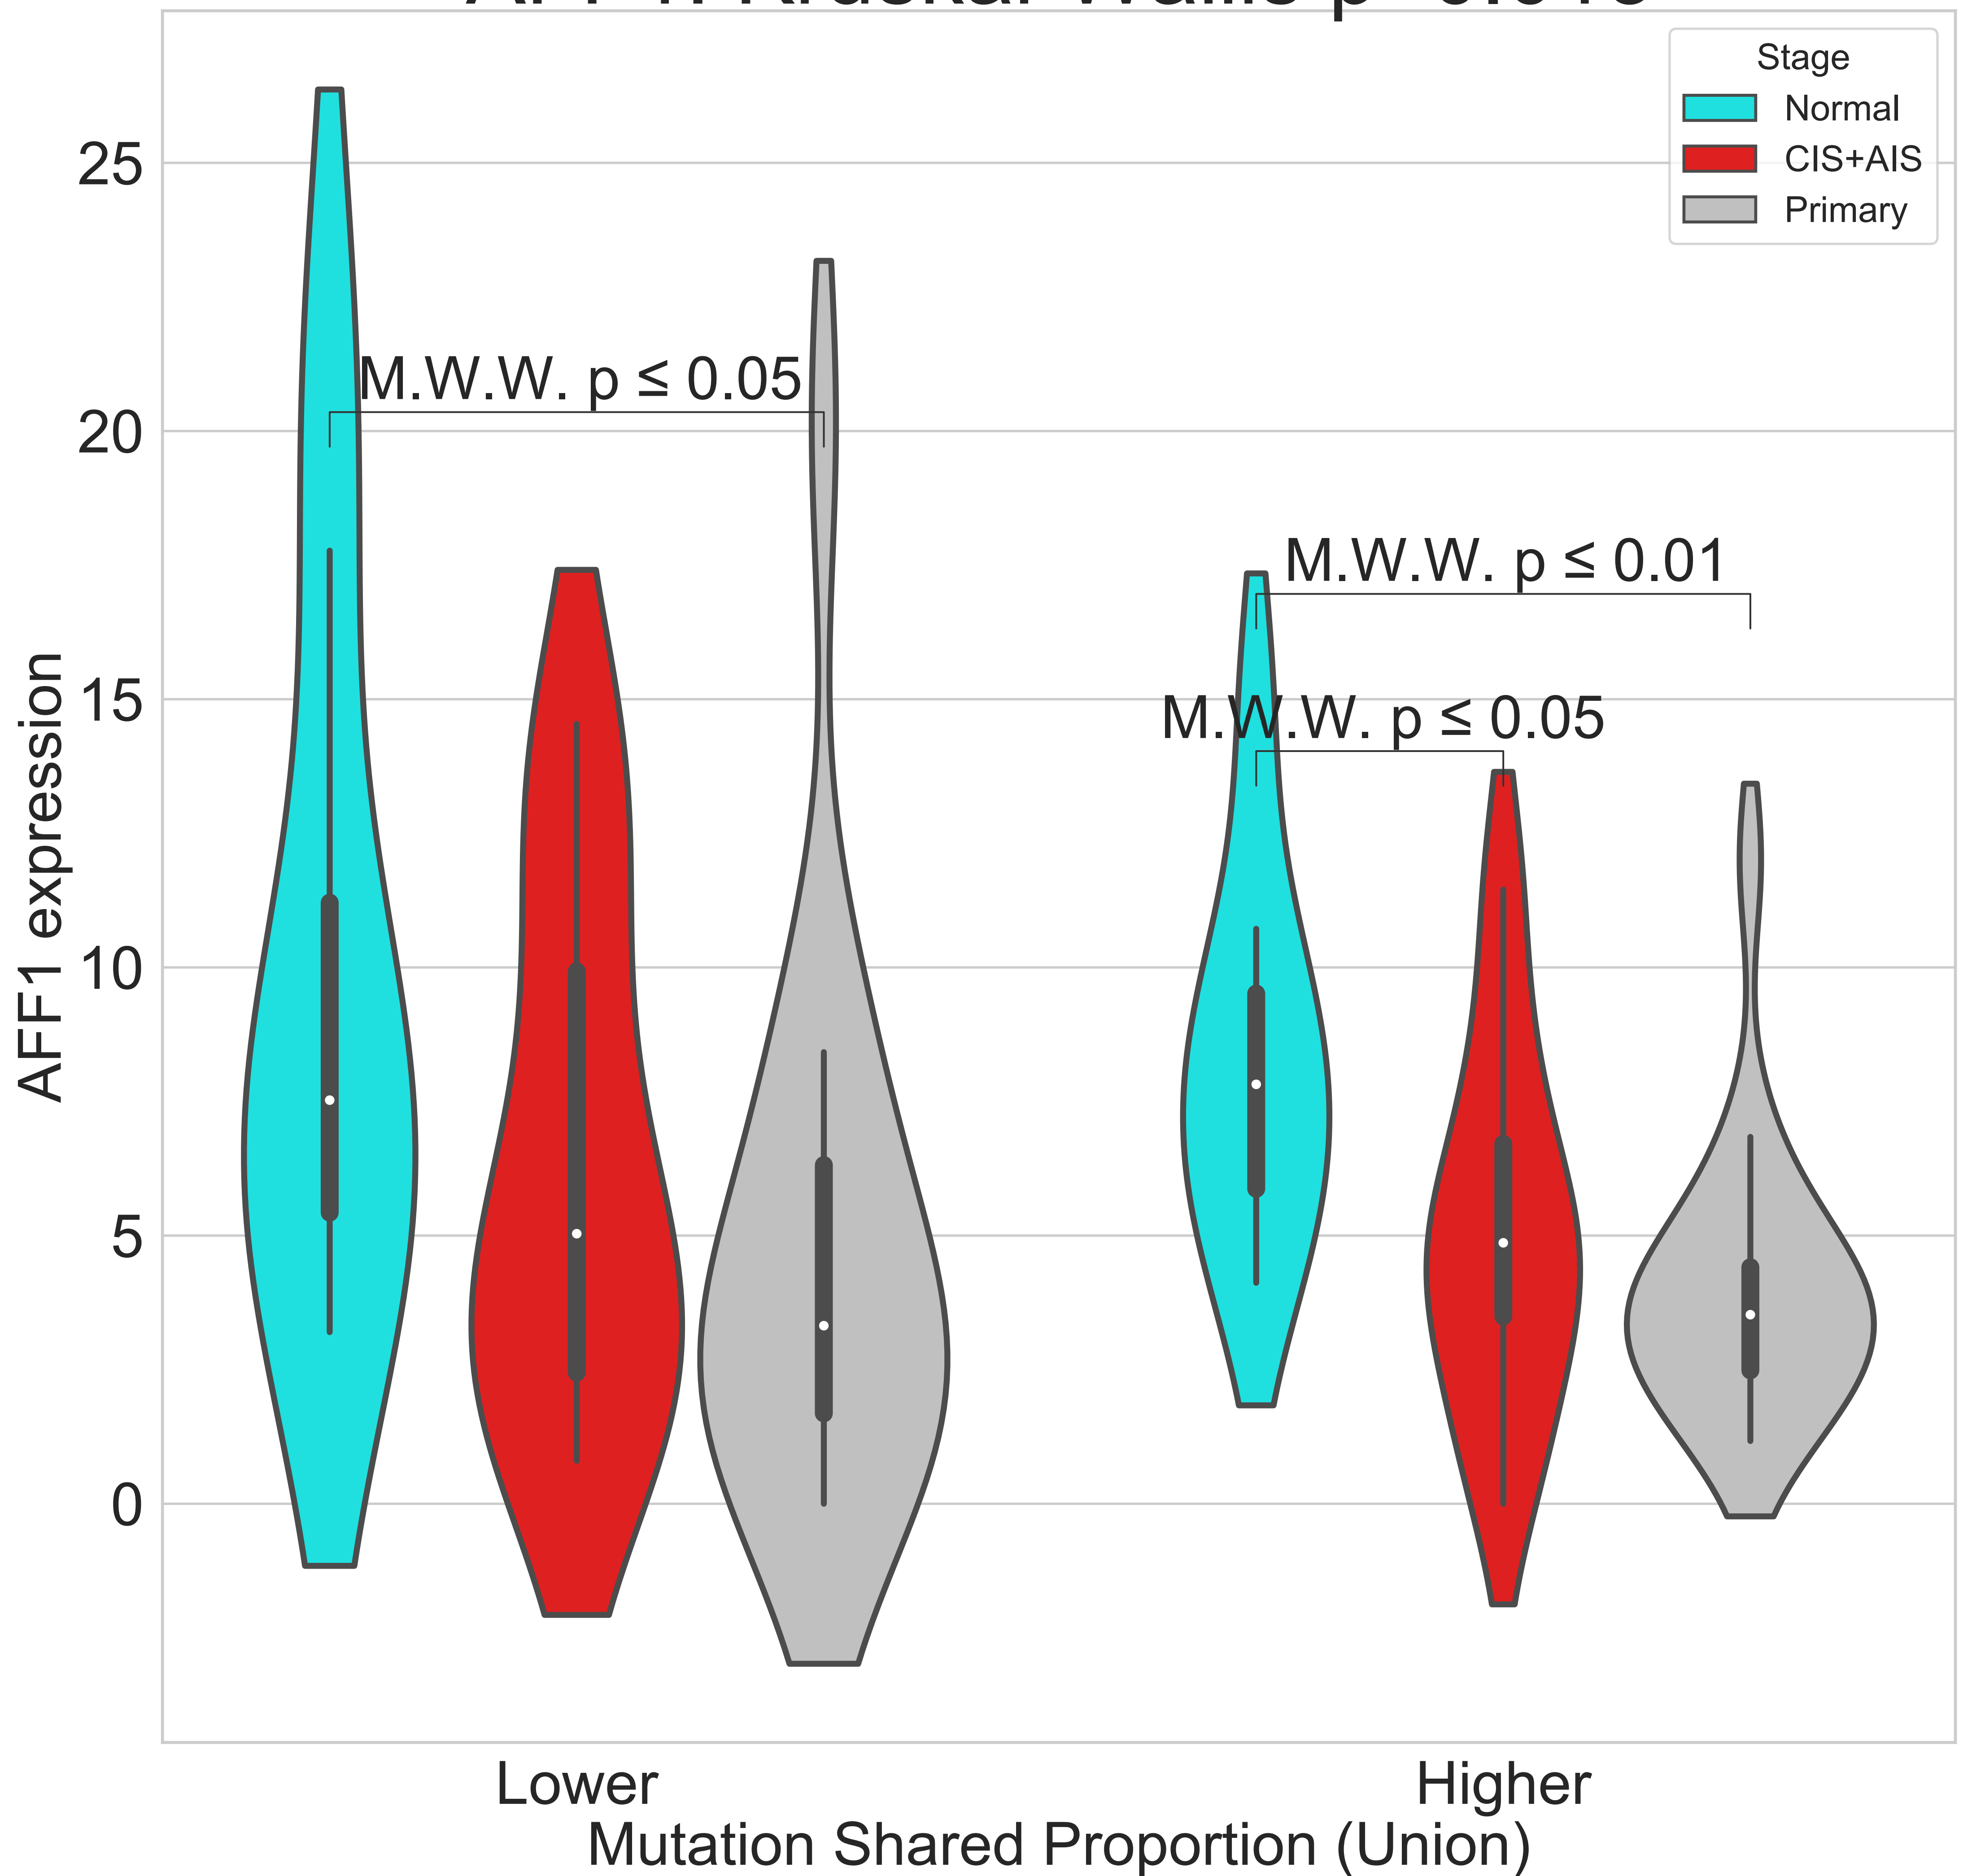 Stage
Normal
CIS+AIS
Primary
25
20
15
10
5
0
AFF1 expression
M.W.W. p ≤ 0.05
M.W.W. p ≤ 0.01
M.W.W. p ≤ 0.05
Lower
Higher
Mutation Shared Proportion (Union)